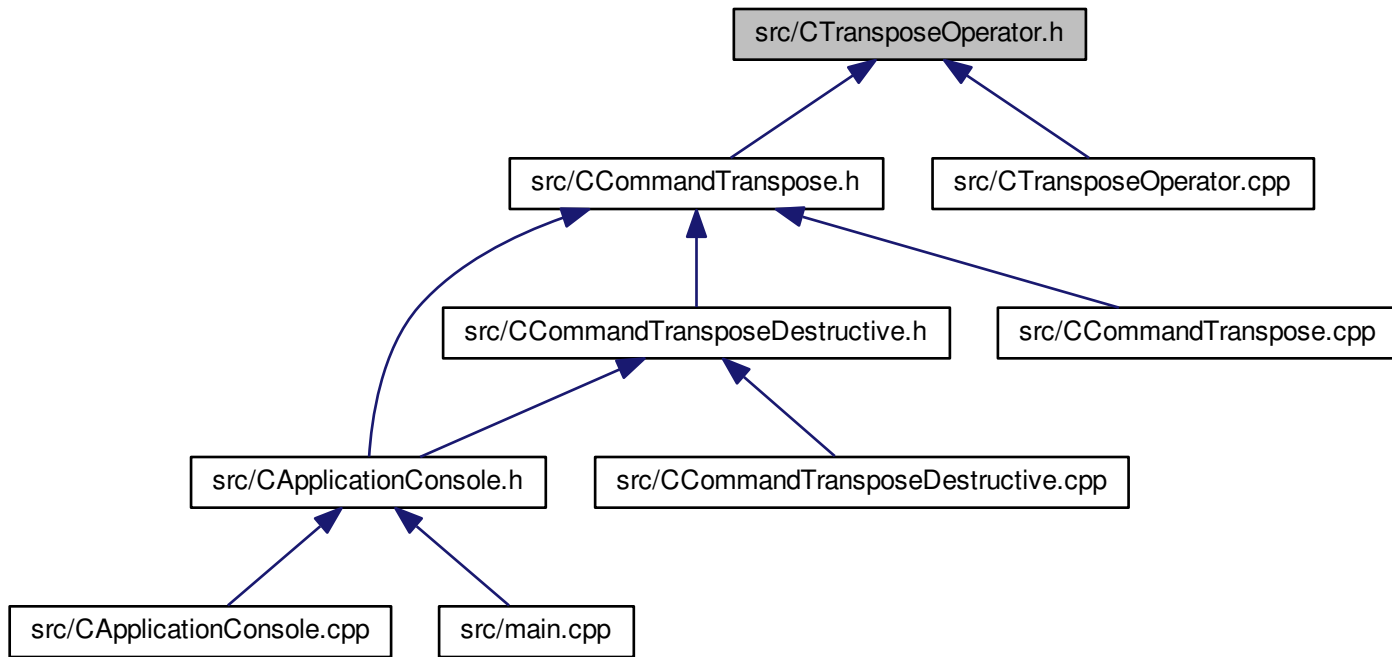 src/CTransposeOperator.h
src/CCommandTranspose.h
src/CTransposeOperator.cpp
src/CCommandTransposeDestructive.h
src/CCommandTranspose.cpp
src/CApplicationConsole.h
src/CCommandTransposeDestructive.cpp
src/CApplicationConsole.cpp
src/main.cpp